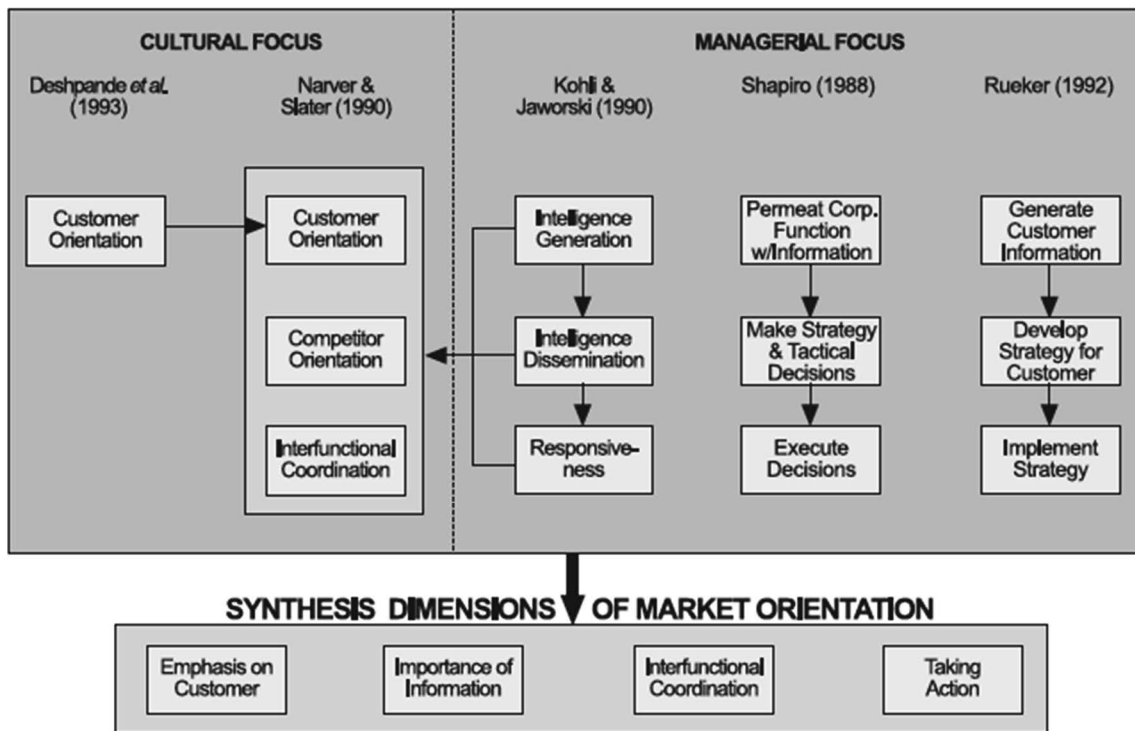 CULTURAL FOCUS
MANAGERIAL FOCUS
Deshpande et al.
(1993)
Narver &
Slater (1990)
Kohli &
Jaworski (1990)
Shapiro (1988)
Rueker (1992)
Customer
Orientation
Customer
Orientation
Intelligence
Generation
Permeat Corp.
Function
w/Information
Generate
Customer
Information
Competitor
Orientation
Intelligence
Dissemination
Make Strategy
& Tactical
Decisions
Develop
Strategy for
Customer
Interfunctional
Coordination
Responsive-
ness
Execute
Decisions
Implement
Strategy
SYNTHESIS DIMENSIONS OF MARKET ORIENTATION
Emphasis on
Customer
Importance of
Information
Interfunctional
Coordination
Taking
Action